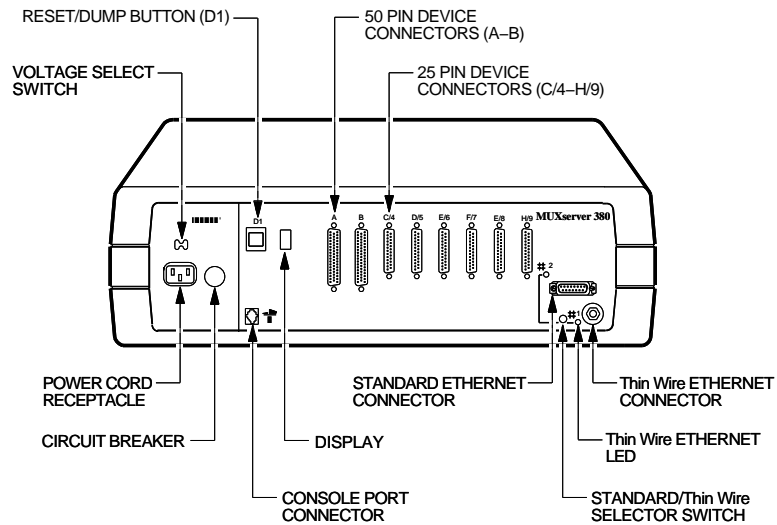 RESET/DUMP BUTTON (D1)
50 PIN DEVICE
CONNECTORS (A–B)
VOLTAGE SELECT
SWITCH
25 PIN DEVICE
CONNECTORS (C/4–H/9)
D1
A
B
C/4
D/5
E/6
F/7
E/8
H/9
MUXserver 380
2
1
POWER CORD
RECEPTACLE
STANDARD ETHERNET
CONNECTOR
Thin Wire ETHERNET
CONNECTOR
CIRCUIT BREAKER
DISPLAY
Thin Wire ETHERNET
LED
CONSOLE PORT
CONNECTOR
STANDARD/Thin Wire
SELECTOR SWITCH